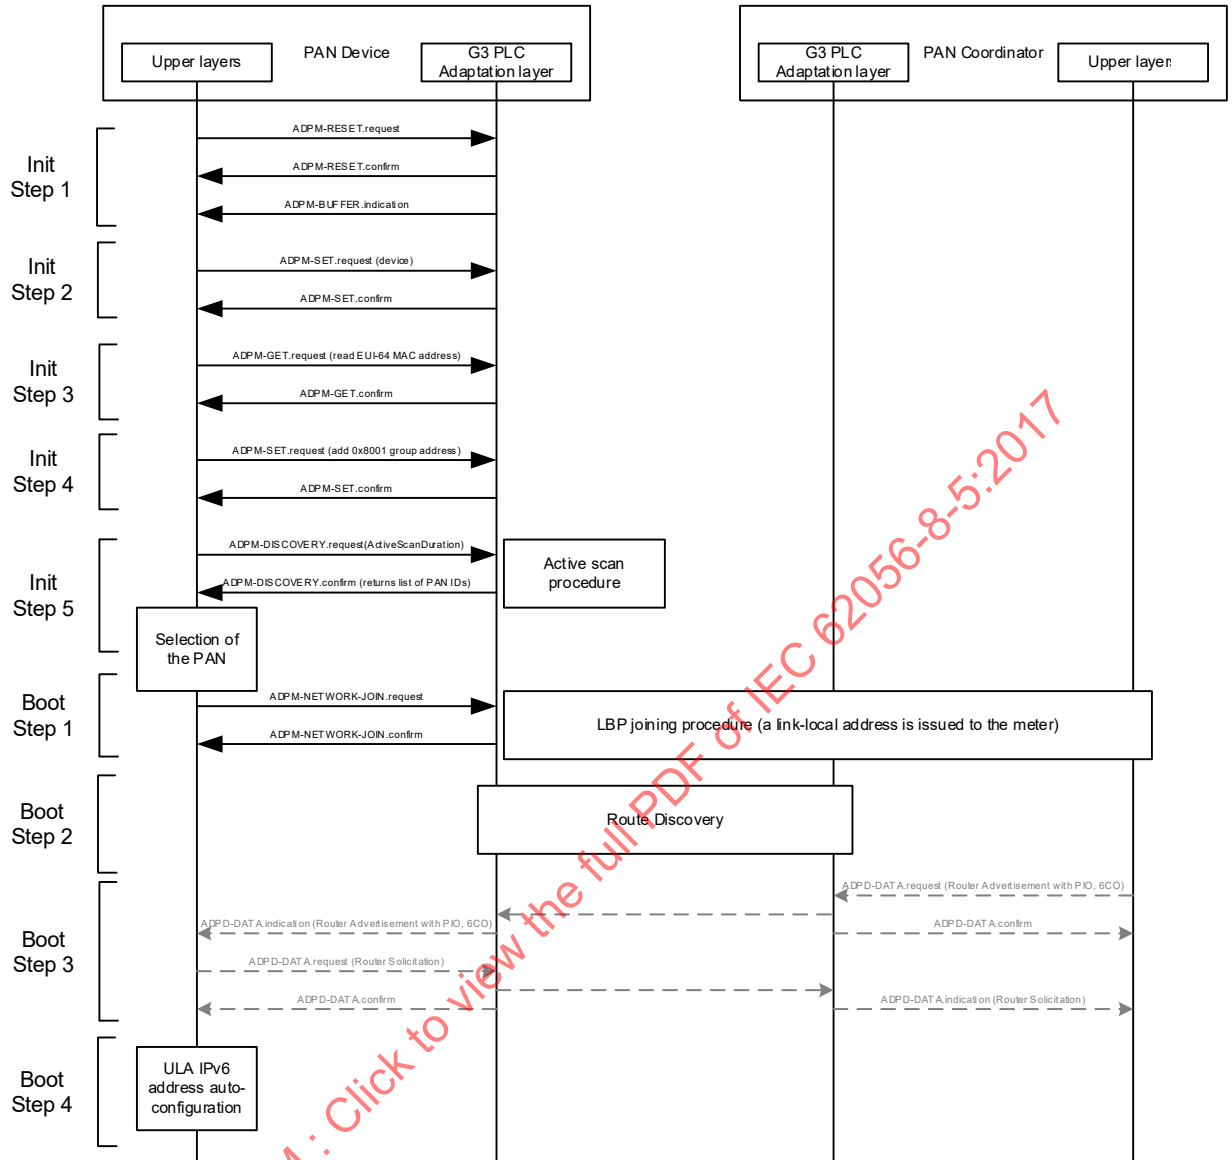 PAN Device
Upper layers
G3 PLC
Adaptation layer
PAN Coordinator
G3 PLC
Adaptation layer
Upper layer
Init
Step 1
ADPM-RESET.request
ADPM-RESET.confirm
ADPM-BUFFER.indication
Init
Step 2
ADPM-SET.request (device)
ADPM-SET.confirm
Init
Step 3
ADPM-GET.request (read EUI-64 MAC address)
ADPM-GET.confirm
Init
Step 4
ADPM-SET.request (add 0x8001 group address)
ADPM-SET.confirm
Init
Step 5
ADPM-DISCOVERY.request(ActiveScanDuration)
ADPM-DISCOVERY.confirm (returns list of PAN IDs)
Active scan
procedure
Selection of
the PAN
Boot
Step 1
ADPM-NETWORK-JOIN.request
ADPM-NETWORK-JOIN.confirm
LBP joining procedure (a link-local address is issued to the meter)
Boot
Step 2
Route Discovery
Boot
Step 3
ADPD-DATA.request (Router Advertisement with PIO, 6CO)
ADPD-DATA.indication (Router Advertisement with PIO, 6CO)
ADPD-DATA.confirm
ADPD-DATA.request (Router Solicitation)
ADPD-DATA.confirm
ADPD-DATA.indication (Router Solicitation)
Boot
Step 4
ULA IPv6
address auto-
configuration
: Click to view the full PDF of IEC 62056-8-5:2017